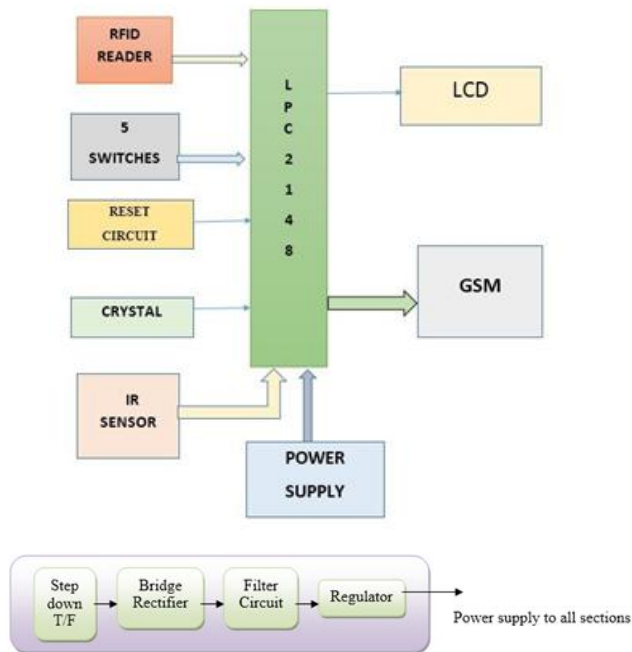 RFID
READER
5
SWITCHES
RESET
CIRCUIT
CRYSTAL
IR
SENSOR
L
P
C
2
1
4
8
LCD
GSM
POWER
SUPPLY
Step
down
T/F
Bridge
Rectifier
Filter
Circuit
Regulator
Power supply to all sections